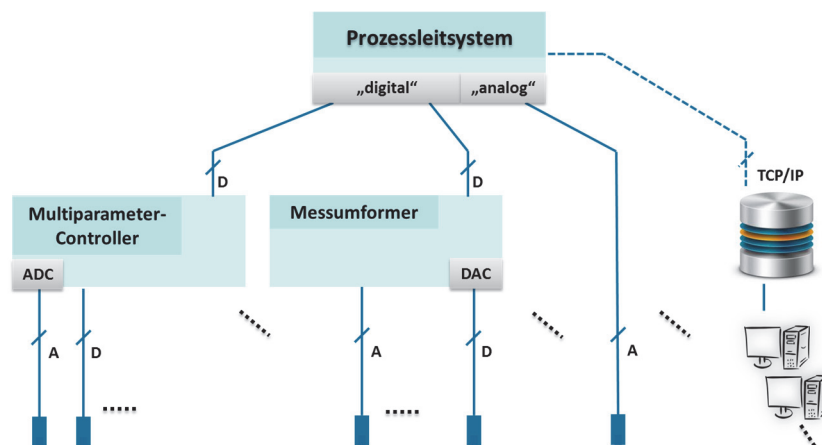 Prozessleitsystem
„digital“
„analog“
D
D
TCP/IP
Multiparameter-
Controller
Messumformer
ADC
DAC
A
D
A
D
A